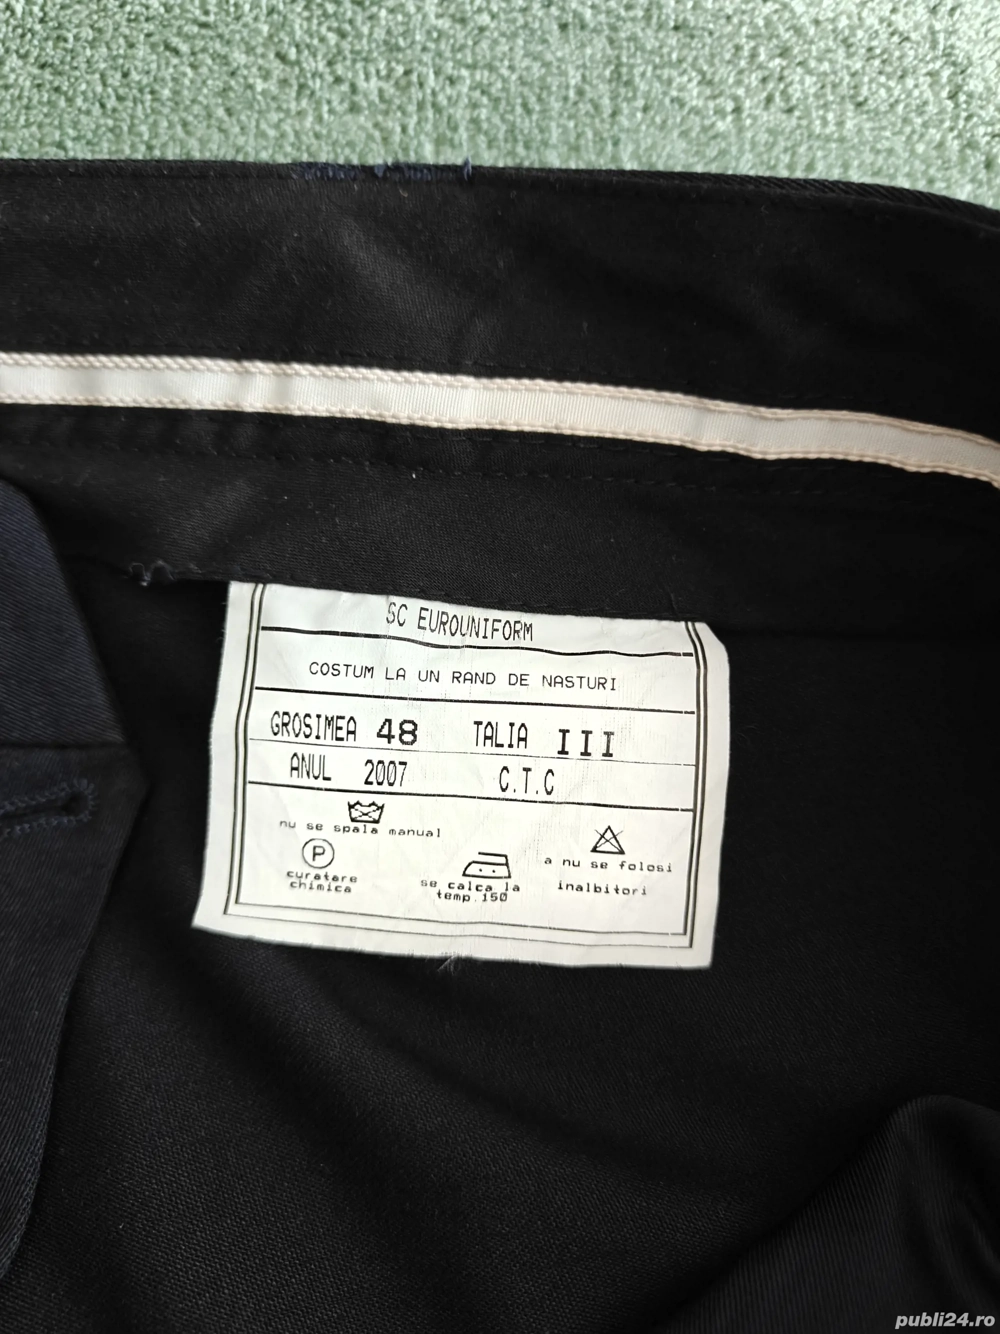 SC EUROUNIFORM
COSTUM LA UN RAND DE NASTURI
GROSIMEA 48 TALIA III
ANUL 2007 C.T.C
nu se spala manual
P
curatare
chimica
se calca la
temp.150
a nu se folosi
inalbitori
publi24.ro